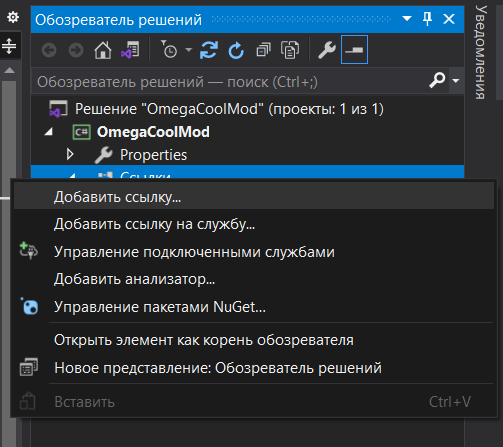 Обозреватель решений
Обозреватель решений — поиск (Ctrl+;)
Решение "OmegaCoolMod" (проекты: 1 из 1)
C# OmegaCoolMod
Properties
Ссылки
Добавить ссылку...
Добавить ссылку на службу...
Управление подключенными службами
Добавить анализатор...
Управление пакетами NuGet...
Открыть элемент как корень обозревателя
Новое представление: Обозреватель решений
Вставить Ctrl+V
Уведомления